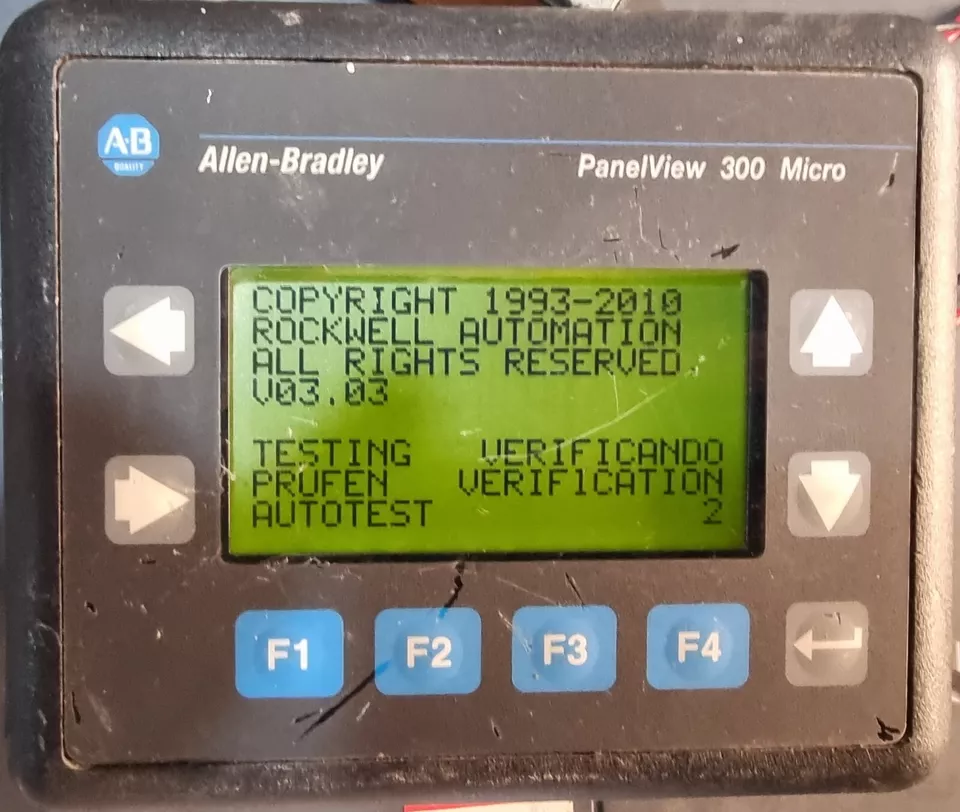 A·B
QUALITY
Allen-Bradley
PanelView 300 Micro
COPYRIGHT 1993-2010
ROCKWELL AUTOMATION
ALL RIGHTS RESERVED.
V03.03
TESTING VERIFICANDO
PRUFEN VERIFICATION
AUTOTEST 2
F1 F2 F3 F4